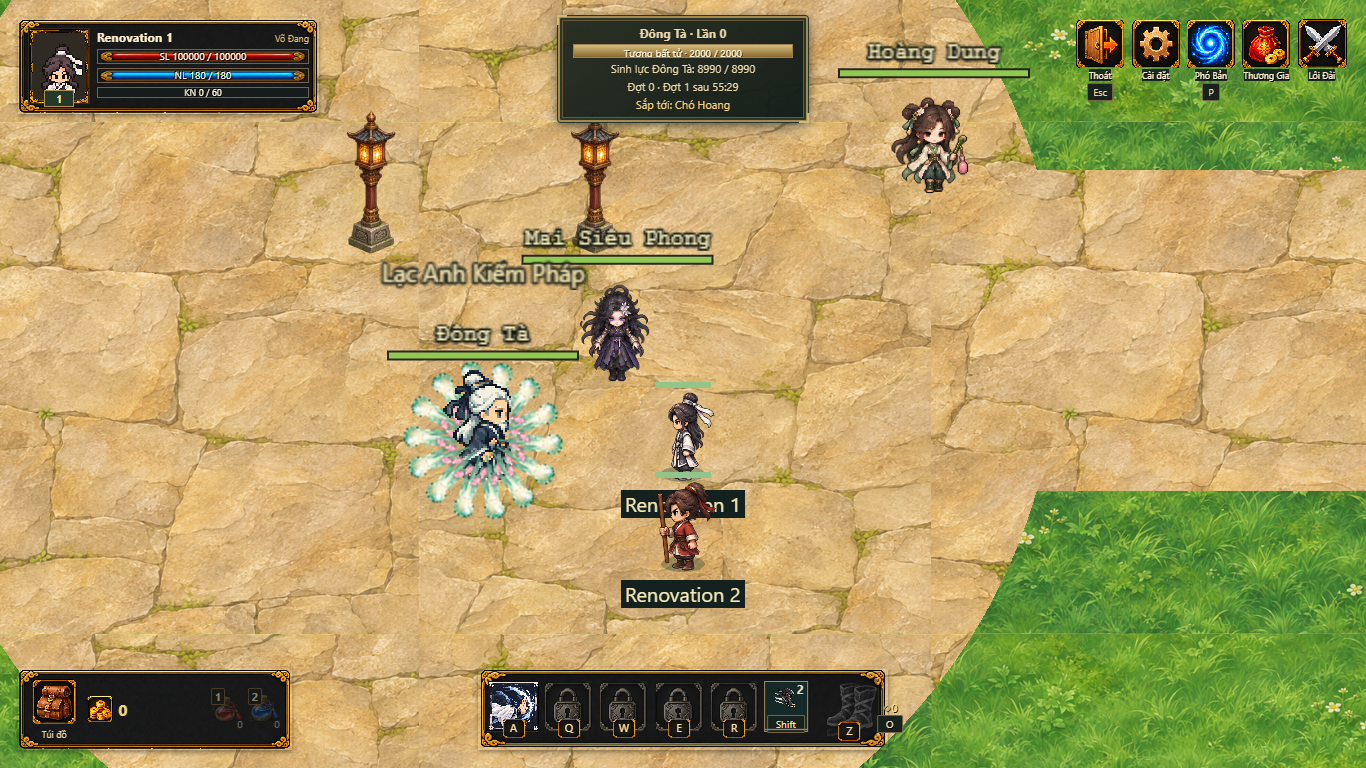 Renovation 1
Võ Đang
SL 100000 / 100000
NL 180 / 180
KN 0 / 60
1
Đông Tà · Lần 0
Tượng bất tử · 2000 / 2000
Sinh lực Đông Tà: 8990 / 8990
Đợt 0 · Đợt 1 sau 55:29
Sắp tới: Chó Hoang
Hoàng Dung
Thoát
Esc
Cài đặt
Phó Bản
P
Thương Gia
Lôi Đài
Mai Siêu Phong
Lạc Anh Kiếm Pháp
Đông Tà
Renovation 1
Renovation 2
Túi đồ
0
1
0
2
0
A
Q
W
E
R
2
Shift
Z
0
O